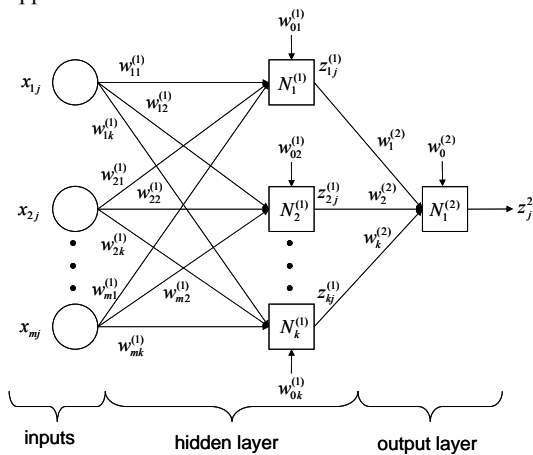 w₀₁⁽¹⁾
x₁ⱼ w₁₁⁽¹⁾ N₁⁽¹⁾ z₁ⱼ⁽¹⁾
w₁₂⁽¹⁾
w₁ₖ⁽¹⁾
w₁⁽²⁾
w₀₂⁽¹⁾ w₀⁽²⁾
w₂₁⁽¹⁾
x₂ⱼ w₂₂⁽¹⁾ N₂⁽¹⁾ z₂ⱼ⁽¹⁾ w₂⁽²⁾ N₁⁽²⁾ zⱼ²
w₂ₖ⁽¹⁾ wₖ⁽²⁾
wₘ₁⁽¹⁾ wₘ₂⁽¹⁾ zₖⱼ⁽¹⁾
xₘⱼ wₘₖ⁽¹⁾ Nₖ⁽¹⁾
w₀ₖ⁽¹⁾
inputs hidden layer output layer